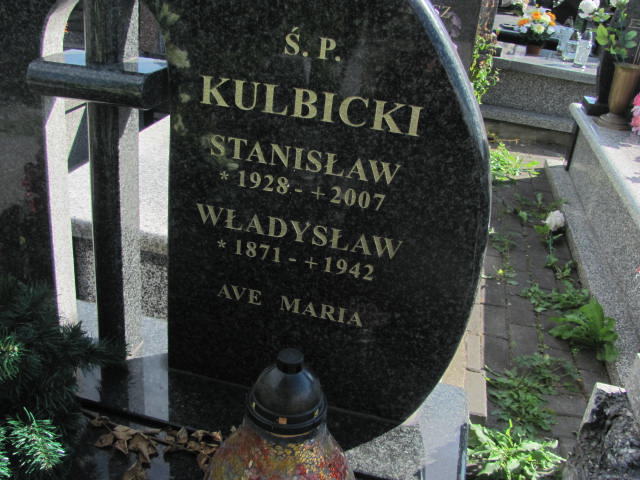 Ś. P.
KULBICKI
STANISŁAW
* 1928 - + 2007
WŁADYSŁAW
* 1871 - + 1942
AVE MARIA